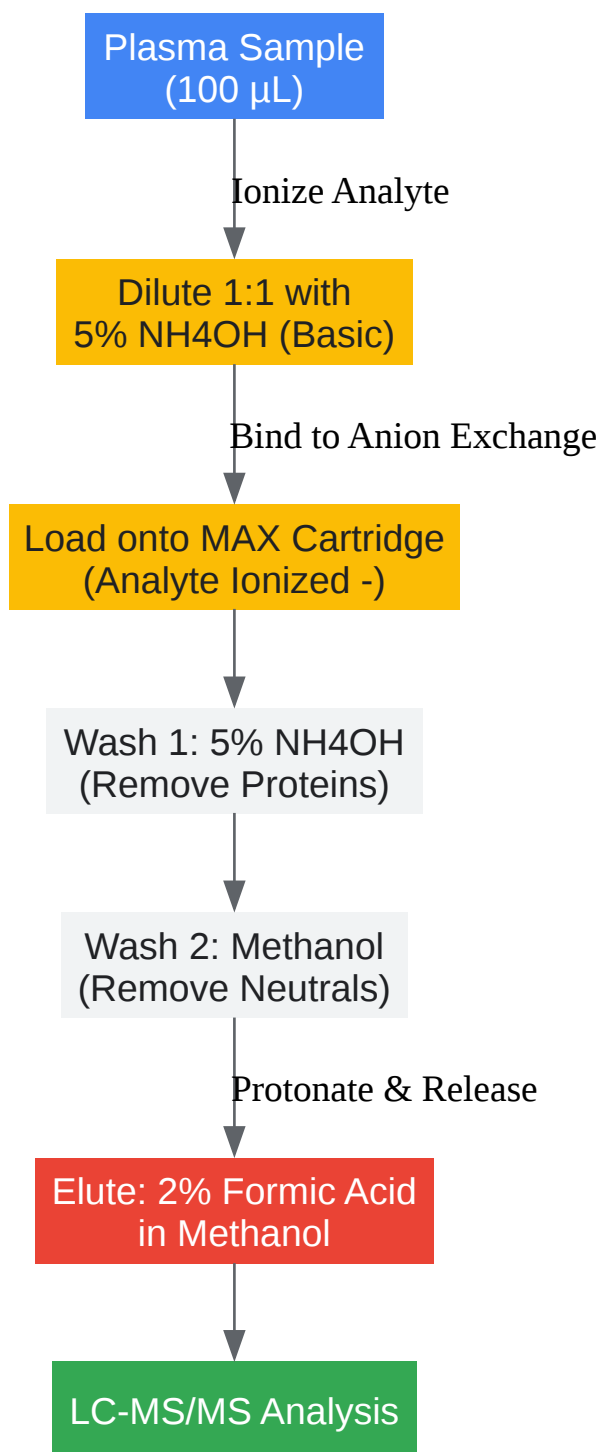 Plasma Sample
(100 µL)
Ionize Analyte
Dilute 1:1 with
5% NH4OH (Basic)
Bind to Anion Exchange
Load onto MAX Cartridge
(Analyte Ionized -)
Wash 1: 5% NH4OH
(Remove Proteins)
Wash 2: Methanol
(Remove Neutrals)
Protonate & Release
Elute: 2% Formic Acid
in Methanol
LC-MS/MS Analysis